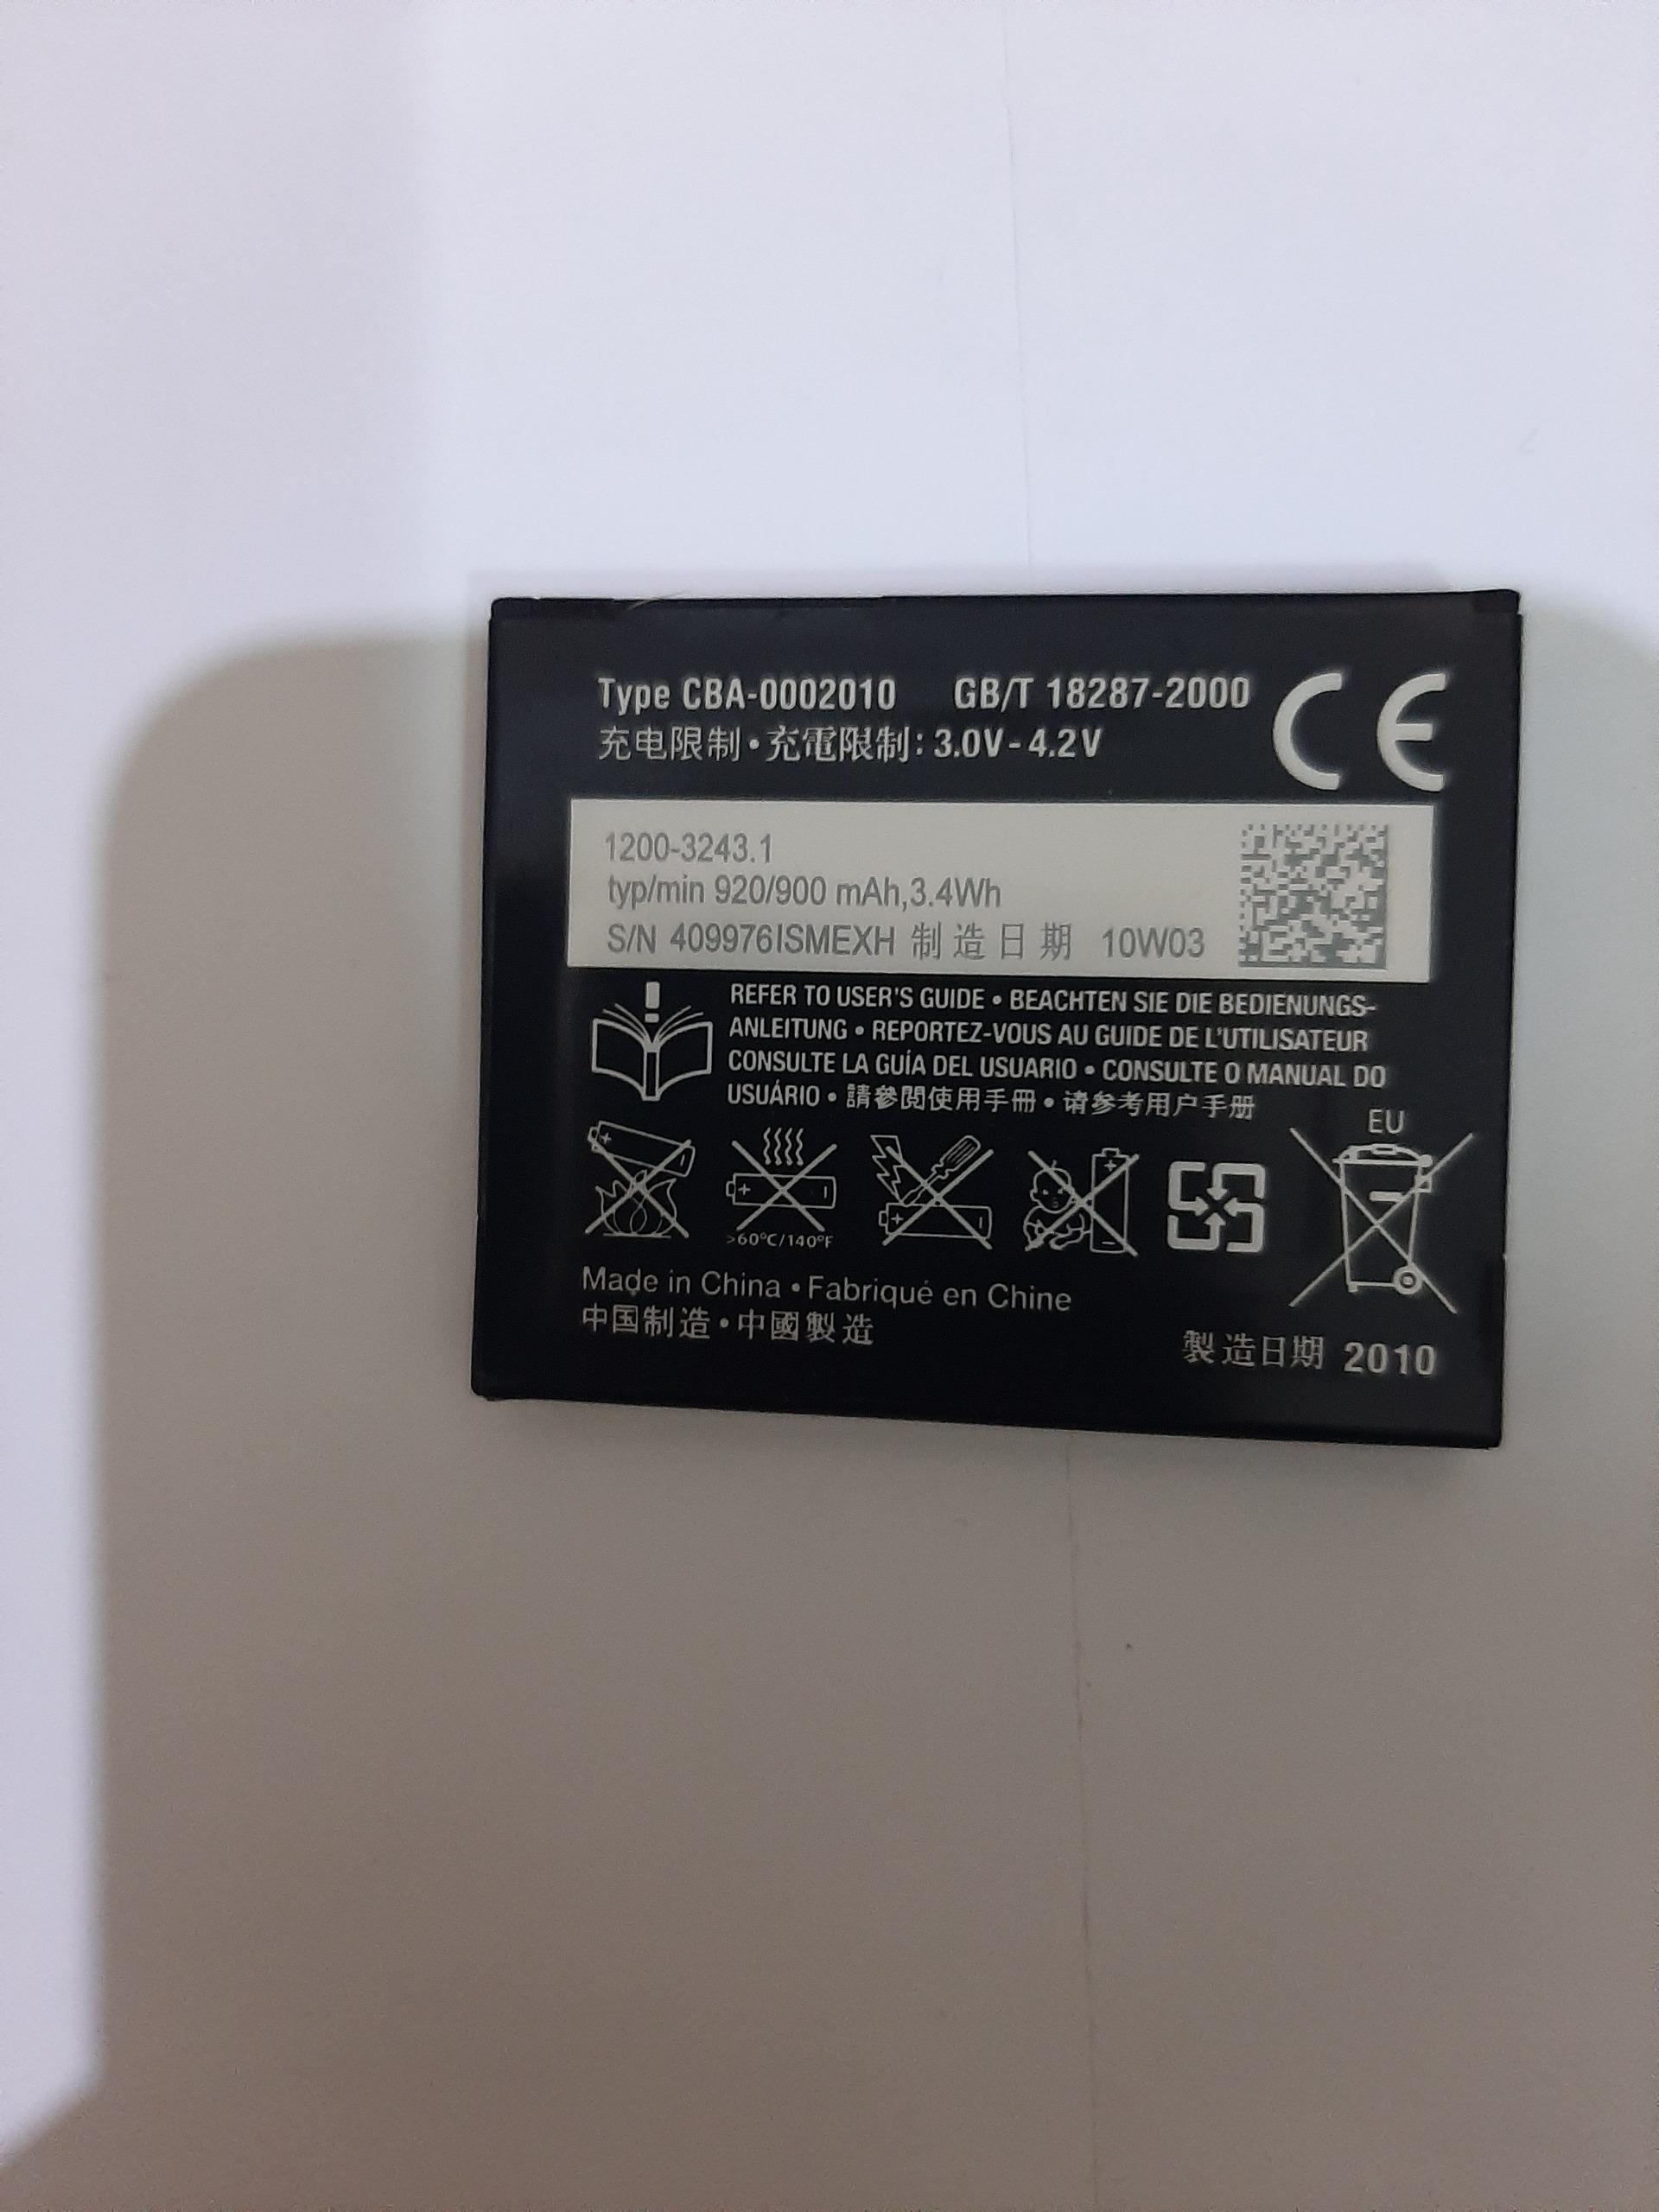 Type CBA-0002010 GB/T 18287-2000
充电限制•充電限制: 3.0V-4.2V
CE
1200-3243.1
typ/min 920/900 mAh,3.4Wh
S/N 409976ISMEXH 制造日期 10W03
REFER TO USER'S GUIDE • BEACHTEN SIE DIE BEDIENUNGS-
ANLEITUNG • REPORTEZ-VOUS AU GUIDE DE L'UTILISATEUR
CONSULTE LA GUÍA DEL USUARIO • CONSULTE O MANUAL DO
USUÁRIO • 請參閱使用手冊 • 请参考用户手册
EU
>60°C/140°F
Made in China • Fabriqué en Chine
中国制造•中國製造
製造日期 2010